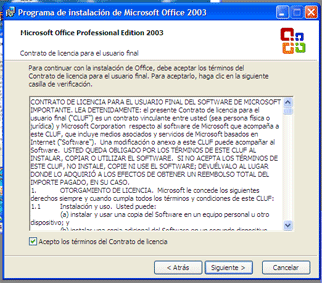 Programa de instalación de Microsoft Office 2003
Microsoft Office Professional Edition 2003
Contrato de licencia para el usuario final
Para continuar con la instalación de Office, debe aceptar los términos del
Contrato de licencia para el usuario final. Para aceptarlo, haga clic en la siguiente
casilla de verificación.
CONTRATO DE LICENCIA PARA EL USUARIO FINAL DEL SOFTWARE DE MICROSOFT
IMPORTANTE. LEA DETENIDAMENTE: el presente Contrato de licencia para el
usuario final ("CLUF") es un contrato vinculante entre usted (sea persona física o
jurídica) y Microsoft Corporation respecto al software de Microsoft que acompaña a
este CLUF, que incluye medios asociados y servicios de Microsoft basados en
Internet ("Software"). Una modificación o anexo a este CLUF puede acompañar al
Software. USTED QUEDA OBLIGADO POR LOS TÉRMINOS DE ESTE CLUF AL
INSTALAR, COPIAR O UTILIZAR EL SOFTWARE. SI NO ACEPTA LOS TÉRMINOS DE
ESTE CLUF, NO INSTALE, COPIE NI USE EL SOFTWARE; DEVUÉLVALO AL LUGAR
DONDE LO ADQUIRIÓ A LOS EFECTOS DE OBTENER UN REEMBOLSO TOTAL DEL
IMPORTE PAGADO, EN SU CASO.
1. OTORGAMIENTO DE LICENCIA. Microsoft le concede los siguientes
derechos siempre y cuando cumpla todos los términos y condiciones de este CLUF:
1.1 Instalación y uso. Usted puede:
(a) instalar y usar una copia del Software en un equipo personal u otro
dispositivo; y
(b) instalar una copia adicional del Software en un segundo dispositivo
Acepto los términos del Contrato de licencia
< Atrás
Siguiente >
Cancelar